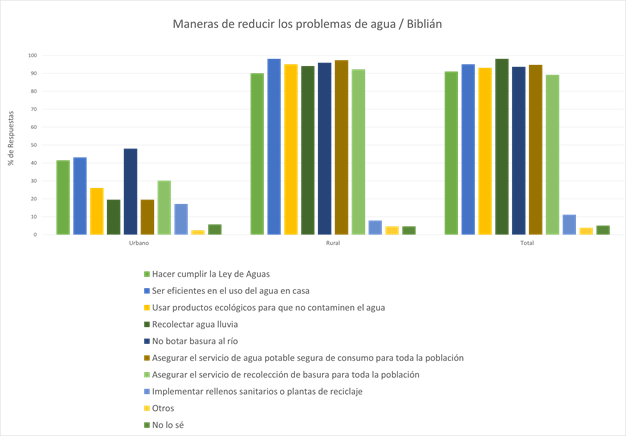 Maneras de reducir los problemas de agua / Biblián
% de Respuestas
100
90
80
70
60
50
40
30
20
10
0
Urbano Rural Total
Hacer cumplir la Ley de Aguas
Ser eficientes en el uso del agua en casa
Usar productos ecológicos para que no contaminen el agua
Recolectar agua lluvia
No botar basura al río
Asegurar el servicio de agua potable segura de consumo para toda la población
Asegurar el servicio de recolección de basura para toda la población
Implementar rellenos sanitarios o plantas de reciclaje
Otros
No lo sé